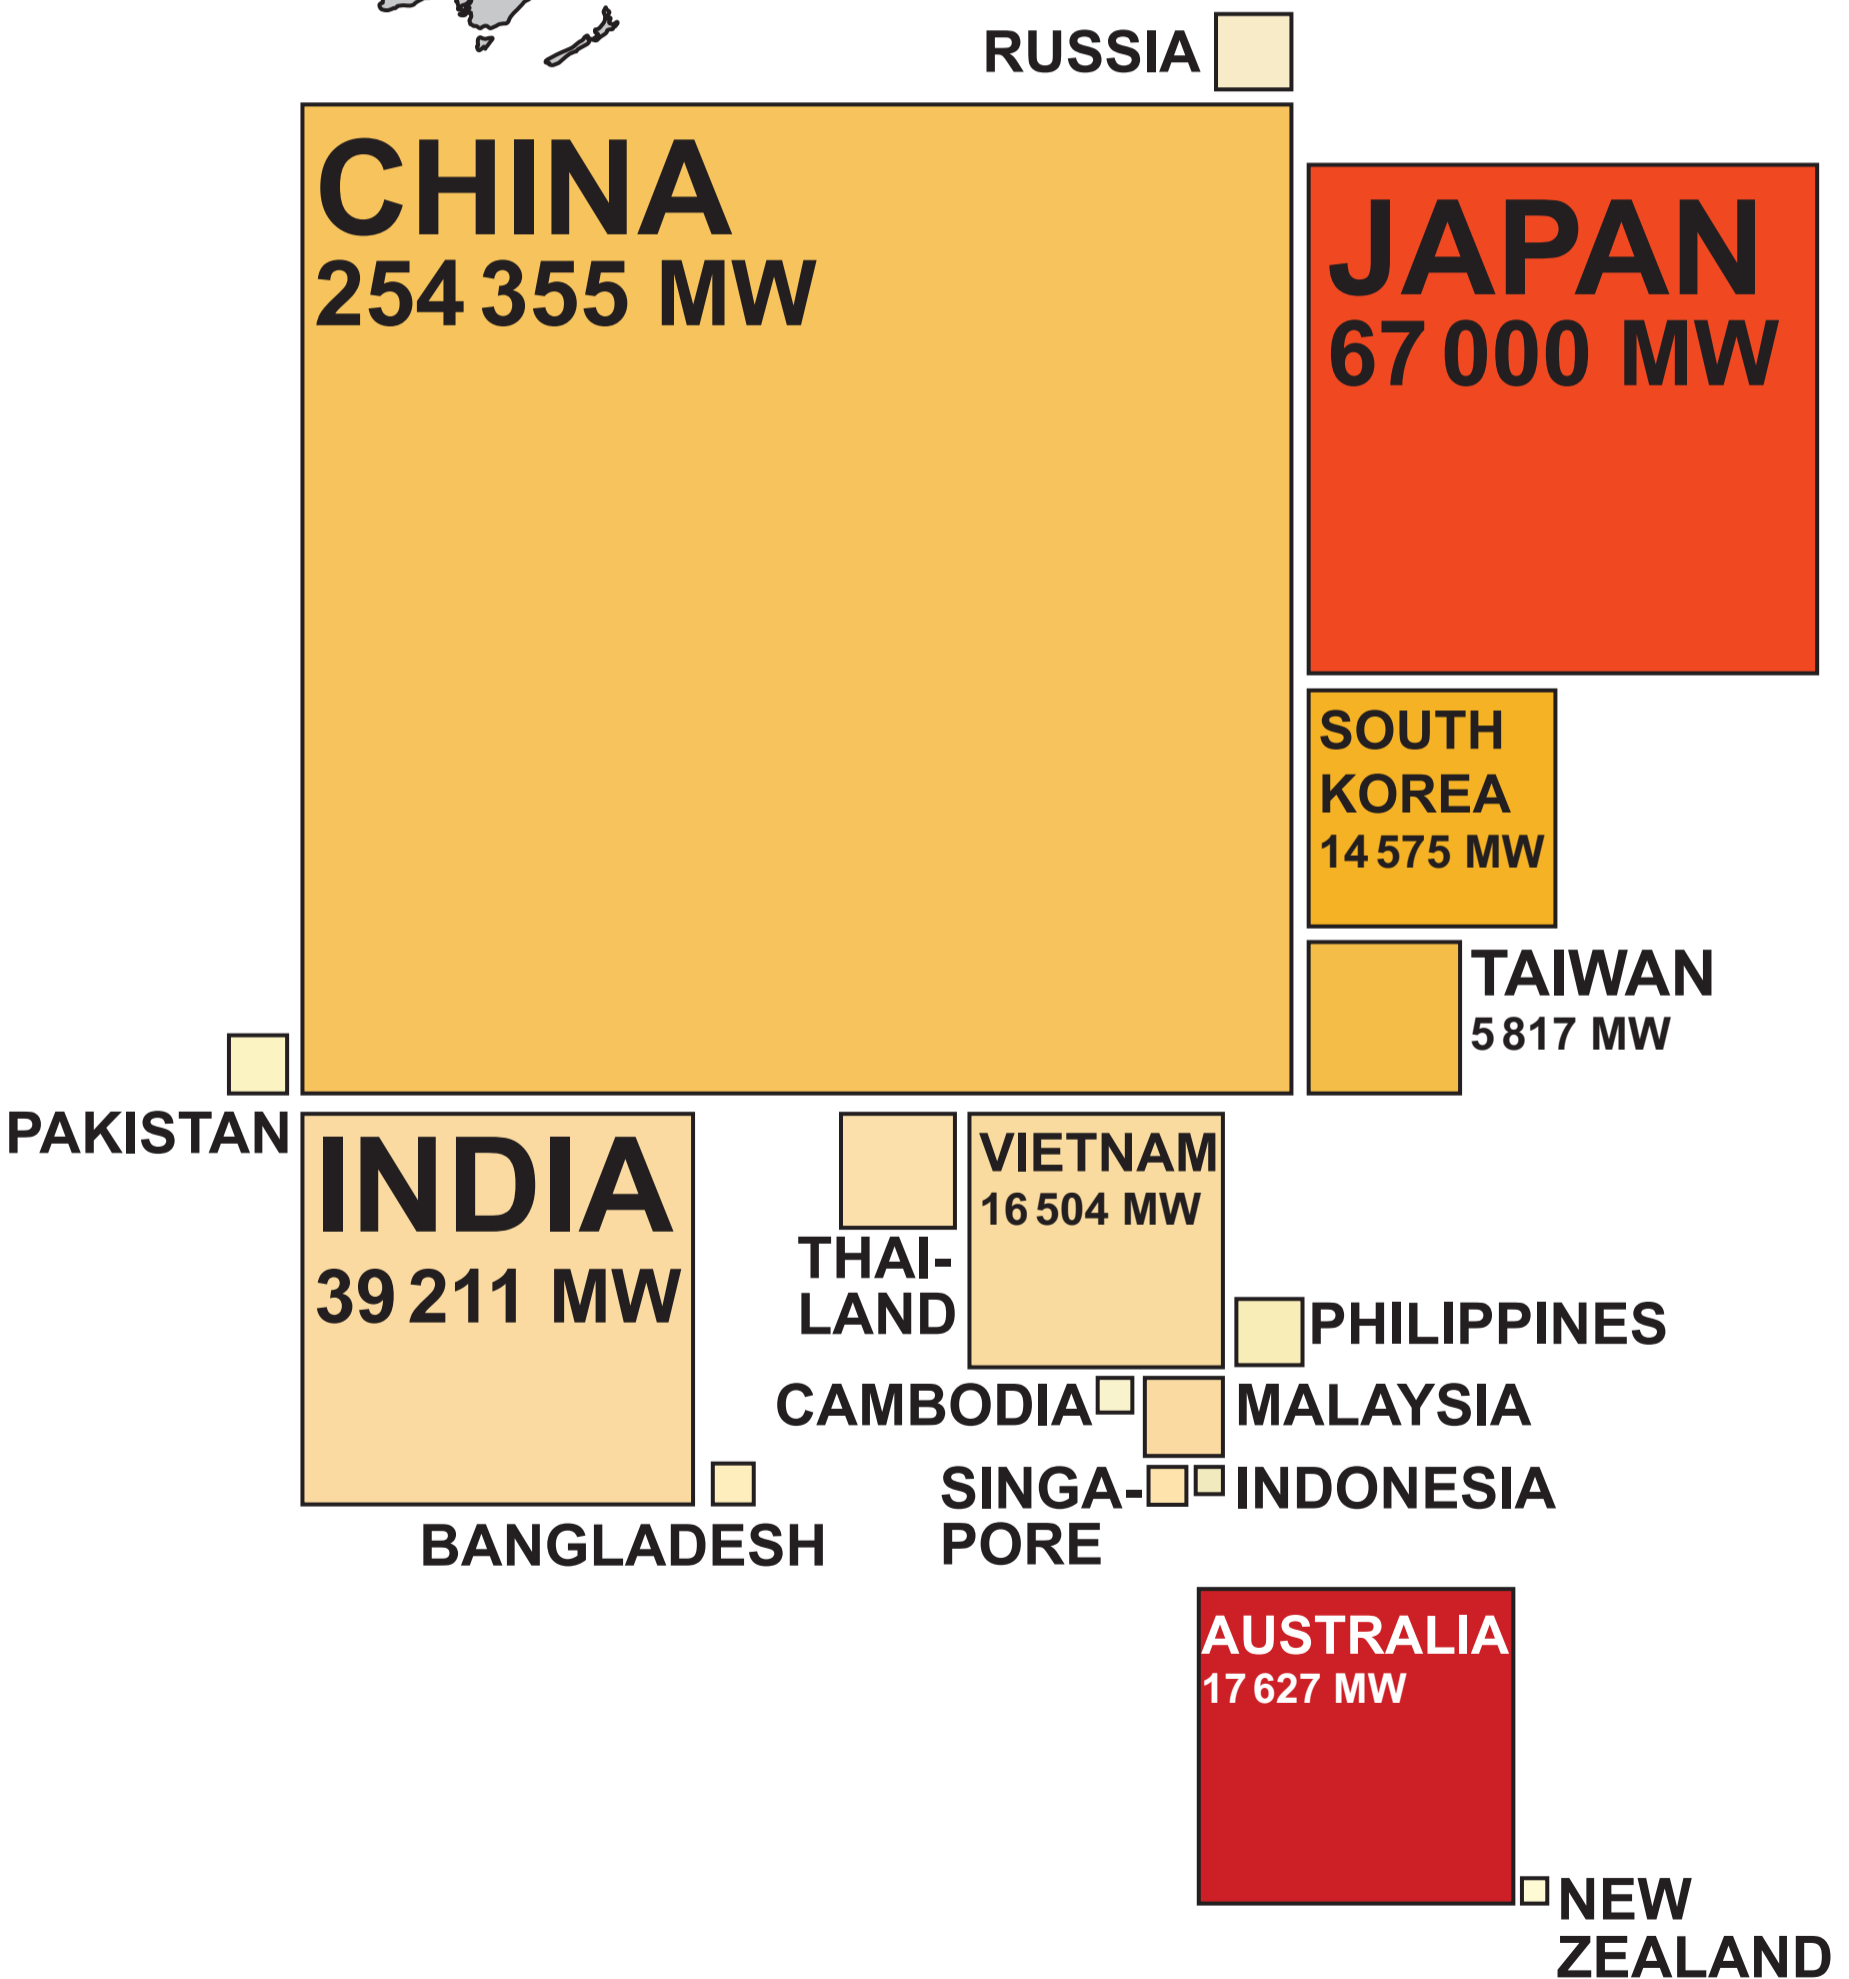 RUSSIA
CHINA
254 355 MW
JAPAN
67 000 MW
SOUTH
KOREA
14 575 MW
TAIWAN
5 817 MW
PAKISTAN
INDIA
39 211 MW
THAI-
LAND
VIETNAM
16 504 MW
PHILIPPINES
CAMBODIA
MALAYSIA
SINGA-
PORE
INDONESIA
BANGLADESH
AUSTRALIA
17 627 MW
NEW
ZEALAND